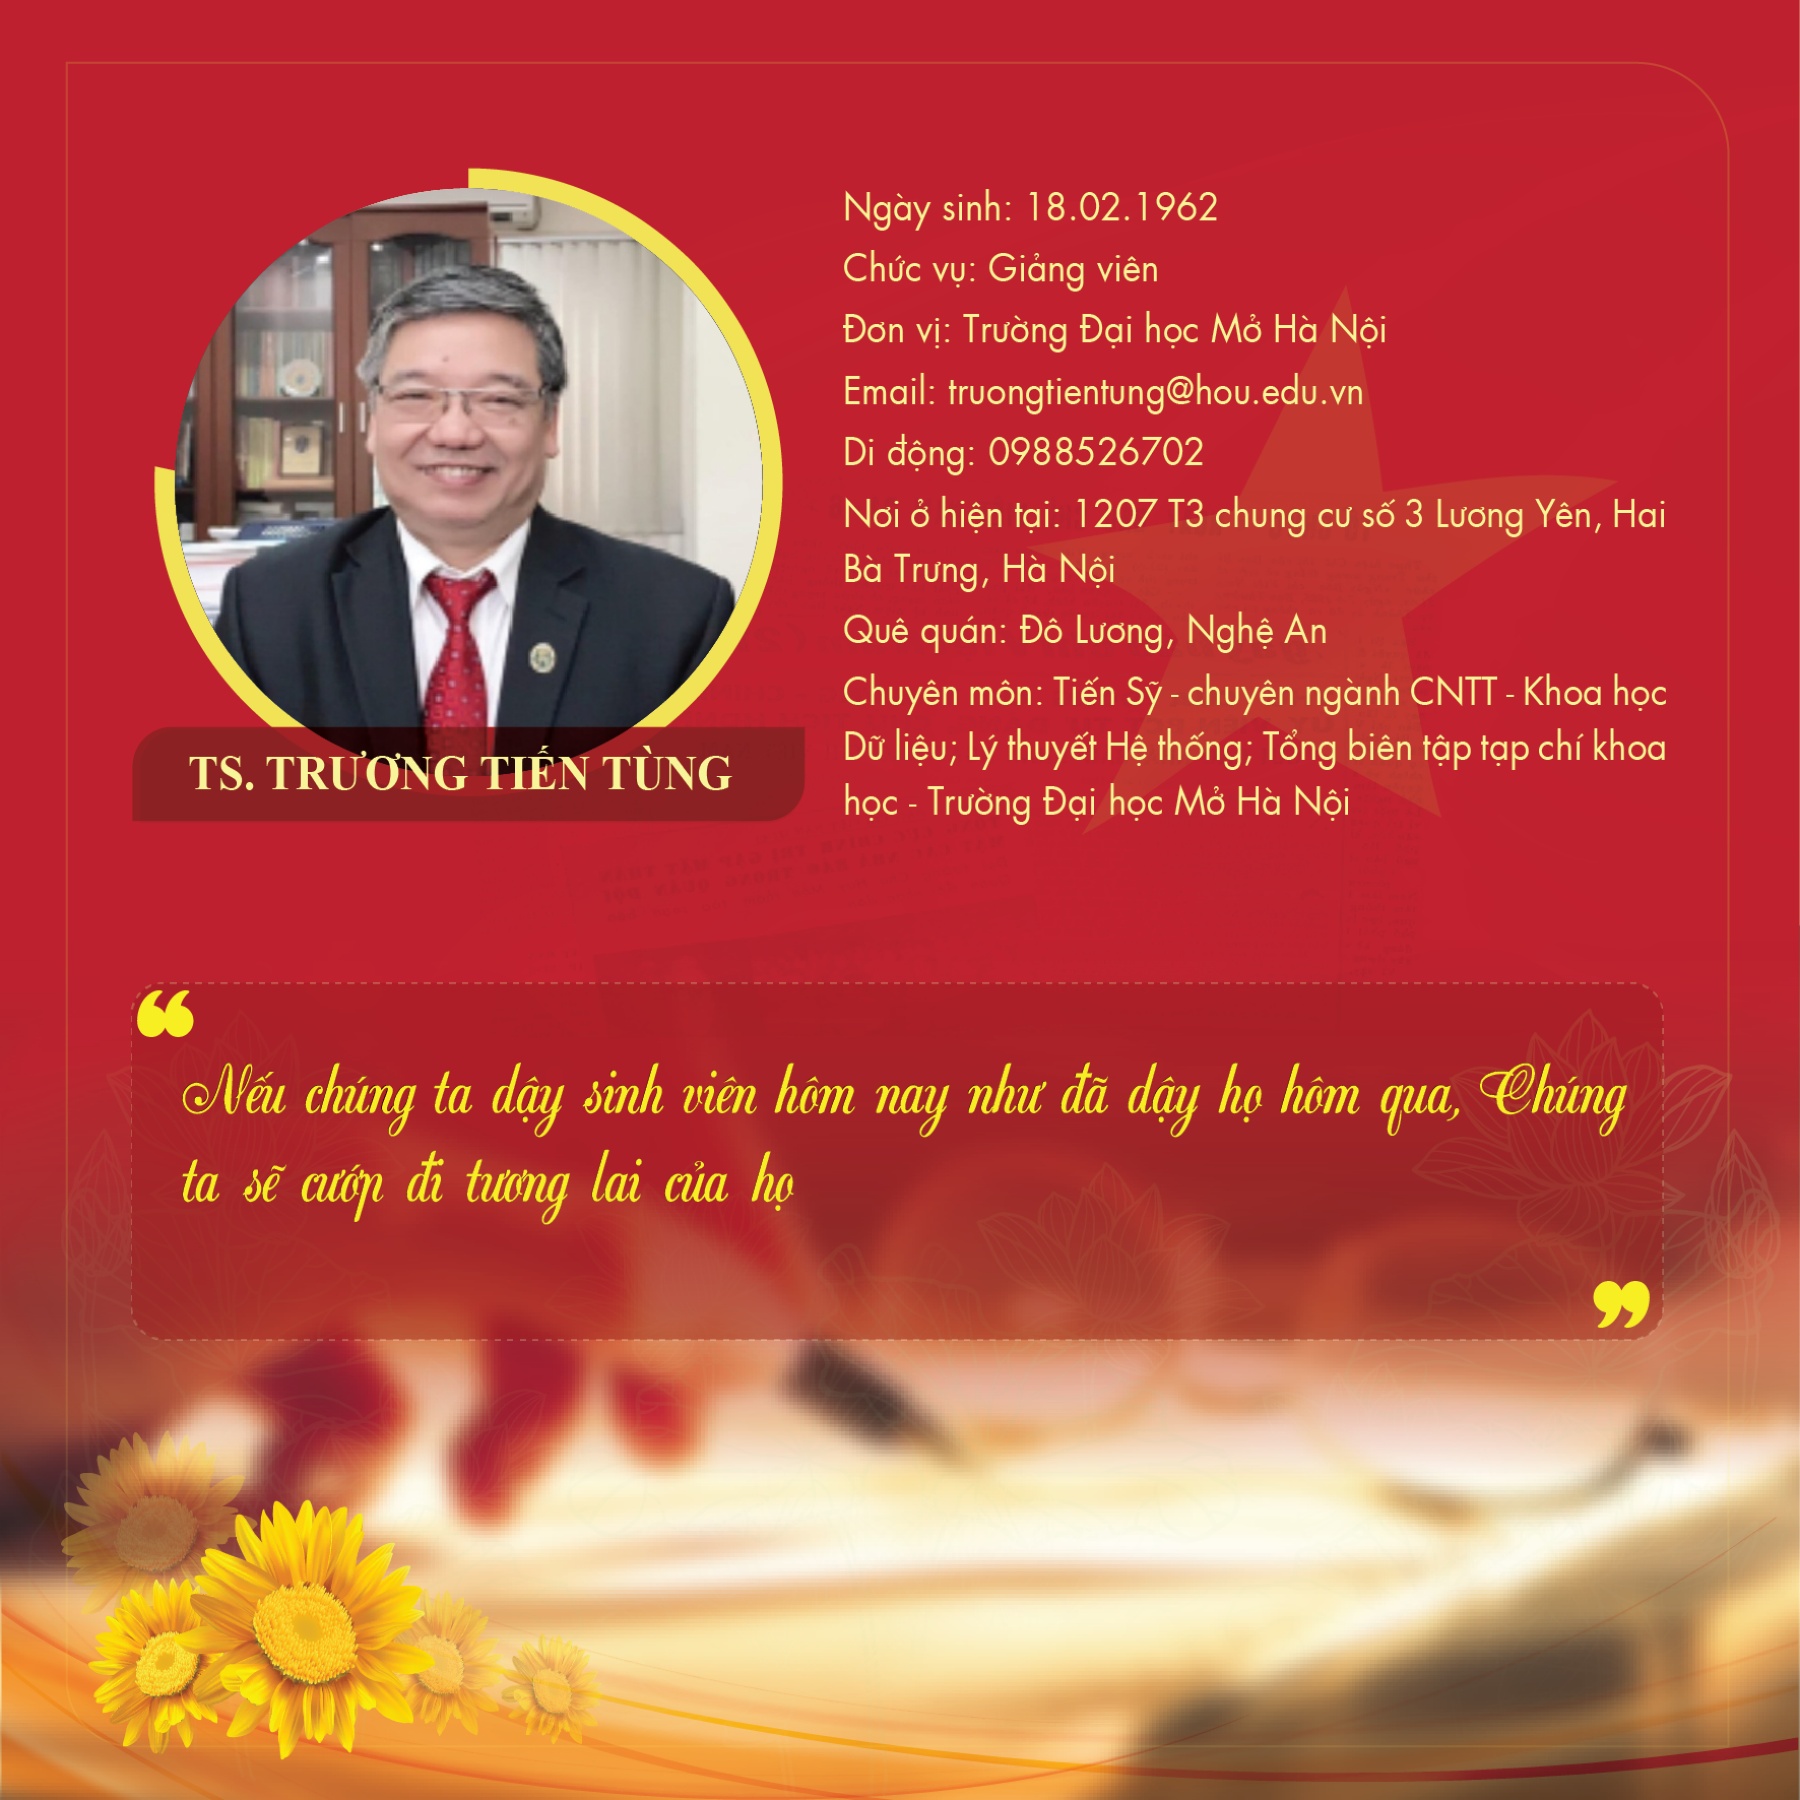 Ngày sinh: 18.02.1962
Chức vụ: Giảng viên
Đơn vị: Trường Đại học Mở Hà Nội
Email: truongtientung@hou.edu.vn
Di động: 0988526702
Nơi ở hiện tại: 1207 T3 chung cư số 3 Lương Yên, Hai
Bà Trưng, Hà Nội
Quê quán: Đô Lương, Nghệ An
Chuyên môn: Tiến Sỹ - chuyên ngành CNTT - Khoa học
Dữ liệu; Lý thuyết Hệ thống; Tổng biên tập tạp chí khoa
học - Trường Đại học Mở Hà Nội
TS. TRƯƠNG TIẾN TÙNG
“
Nếu chúng ta dậy sinh viên hôm nay như đã dậy họ hôm qua, Chúng
ta sẽ cướp đi tương lai của họ
”